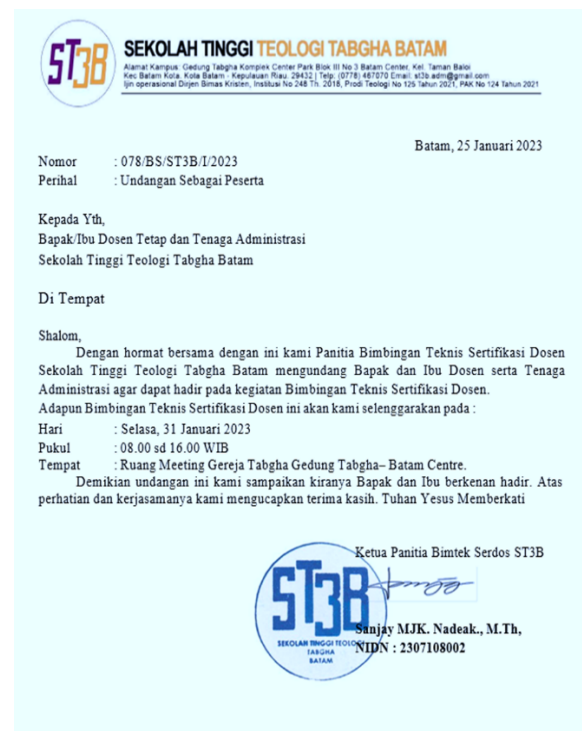 ST3B
SEKOLAH TINGGI TEOLOGI TABGHA BATAM
Alamat Kampus: Gedung Tabgha Komplek Center Park Blok III No 3 Batam Center, Kel. Taman Baloi
Kec Batam Kota. Kota Batam - Kepulauan Riau. 29432 | Telp: (0778) 467070 Email: st3b.adm@gmail.com
Ijin operasional Dirjen Bimas Kristen, Institusi No 248 Th. 2018, Prodi Teologi No 125 Tahun 2021, PAK No 124 Tahun 2021
Batam, 25 Januari 2023
Nomor : 078/BS/ST3B/I/2023
Perihal : Undangan Sebagai Peserta
Kepada Yth,
Bapak/Ibu Dosen Tetap dan Tenaga Administrasi
Sekolah Tinggi Teologi Tabgha Batam
Di Tempat
Shalom,
Dengan hormat bersama dengan ini kami Panitia Bimbingan Teknis Sertifikasi Dosen
Sekolah Tinggi Teologi Tabgha Batam mengundang Bapak dan Ibu Dosen serta Tenaga
Administrasi agar dapat hadir pada kegiatan Bimbingan Teknis Sertifikasi Dosen.
Adapun Bimbingan Teknis Sertifikasi Dosen ini akan kami selenggarakan pada :
Hari : Selasa, 31 Januari 2023
Pukul : 08.00 sd 16.00 WIB
Tempat : Ruang Meeting Gereja Tabgha Gedung Tabgha– Batam Centre.
Demikian undangan ini kami sampaikan kiranya Bapak dan Ibu berkenan hadir. Atas
perhatian dan kerjasamanya kami mengucapkan terima kasih. Tuhan Yesus Memberkati
Ketua Panitia Bimtek Serdos ST3B
ST3B
SEKOLAH TINGGI TEOLOGI
TABGHA
BATAM
Sanjay MJK. Nadeak., M.Th,
NIDN : 2307108002